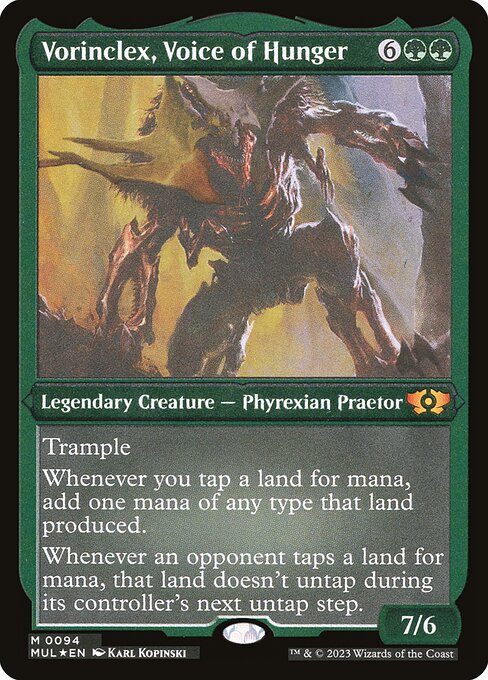 Vorinclex, Voice of Hunger 6
Legendary Creature — Phyrexian Praetor
Trample
Whenever you tap a land for mana,
add one mana of any type that land
produced.
Whenever an opponent taps a land for
mana, that land doesn't untap during
its controller's next untap step.
7/6
M 0094
MUL★EN Karl Kopinski
™ & © 2023 Wizards of the Coast